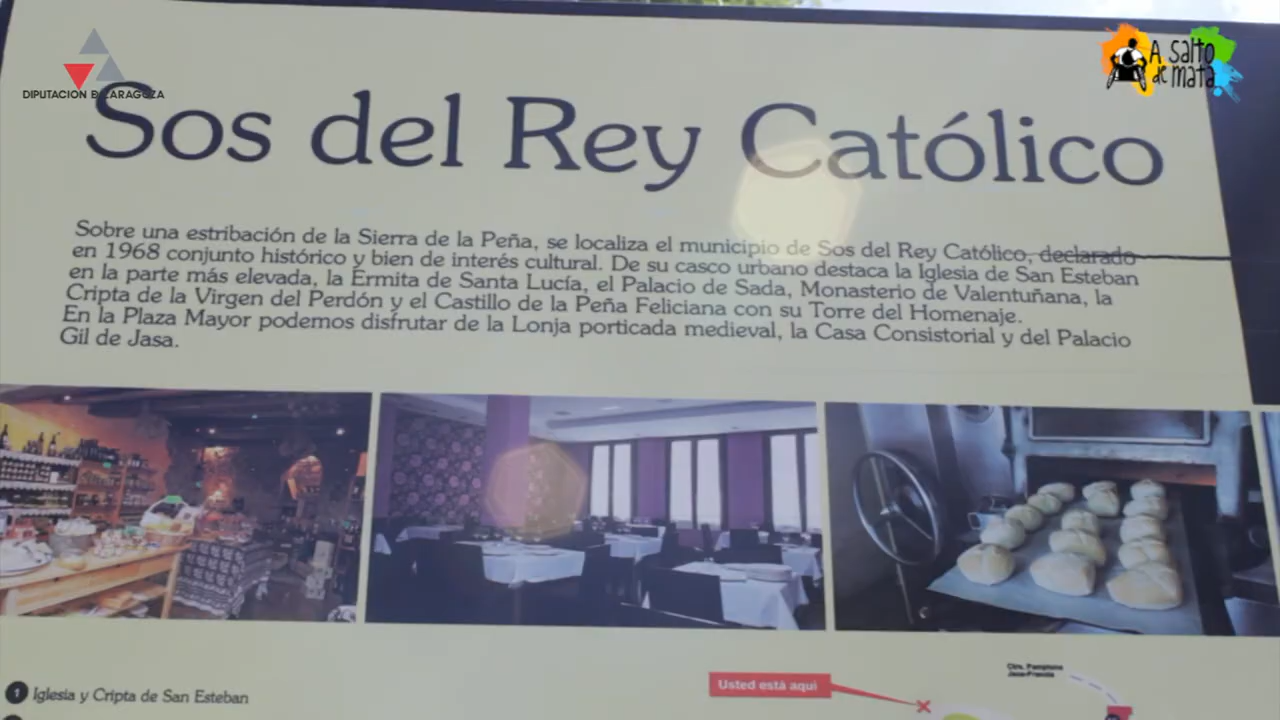 DIPUTACION D ZARAGOZA
A Salto
de mata
Sos del Rey Católico
Sobre una estribación de la Sierra de la Peña, se localiza el municipio de Sos del Rey Católico, declarado
en 1968 conjunto histórico y bien de interés cultural. De su casco urbano destaca la Iglesia de San Esteban
en la parte más elevada, la Ermita de Santa Lucía, el Palacio de Sada, Monasterio de Valentuñana, la
Cripta de la Virgen del Perdón y el Castillo de la Peña Feliciana con su Torre del Homenaje.
En la Plaza Mayor podemos disfrutar de la Lonja porticada medieval, la Casa Consistorial y del Palacio
Gil de Jasa.
1 Iglesia y Cripta de San Esteban
Usted está aquí
Ctra. Pamplona
Jaca-Francia